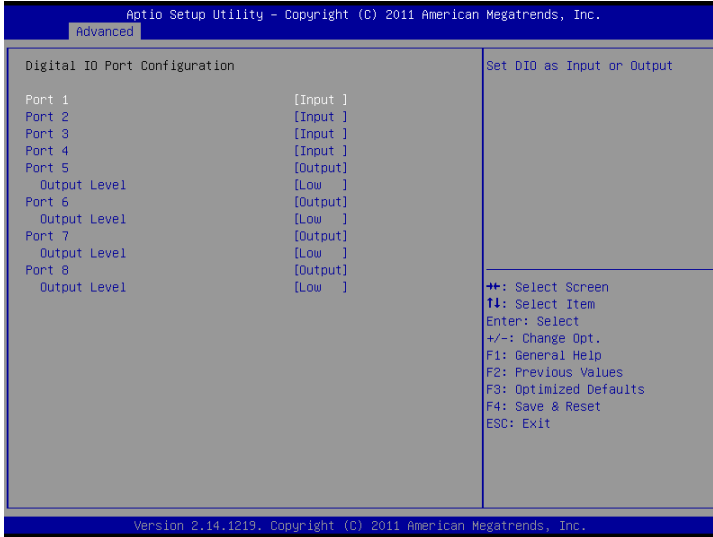 Aptio Setup Utility – Copyright (C) 2011 American Megatrends, Inc.
Advanced
Digital IO Port Configuration
Port 1 [Input ]
Port 2 [Input ]
Port 3 [Input ]
Port 4 [Input ]
Port 5 [Output]
Output Level [Low ]
Port 6 [Output]
Output Level [Low ]
Port 7 [Output]
Output Level [Low ]
Port 8 [Output]
Output Level [Low ]
Set DIO as Input or Output
→←: Select Screen
↑↓: Select Item
Enter: Select
+/-: Change Opt.
F1: General Help
F2: Previous Values
F3: Optimized Defaults
F4: Save & Reset
ESC: Exit
Version 2.14.1219. Copyright (C) 2011 American Megatrends, Inc.